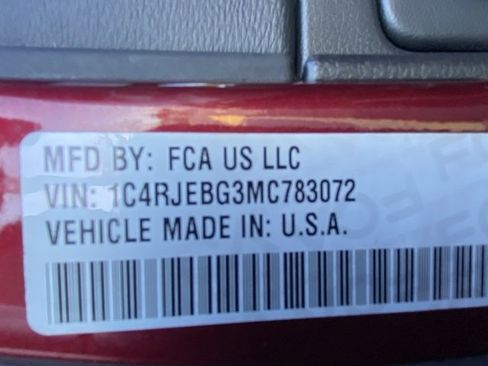 MFD BY: FCA US LLC
VIN: 1C4RJEBG3MC783072
VEHICLE MADE IN: U.S.A.